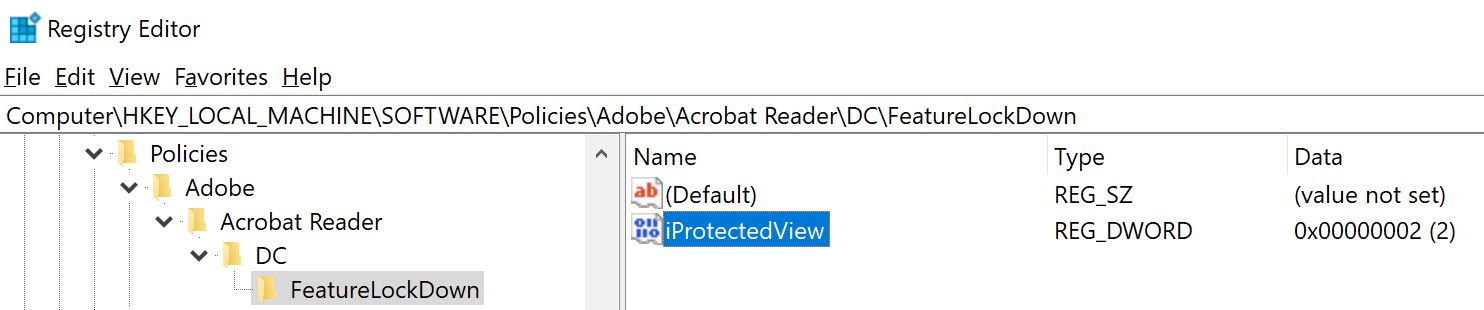 Registry Editor
File Edit View Favorites Help
Computer\HKEY_LOCAL_MACHINE\SOFTWARE\Policies\Adobe\Acrobat Reader\DC\FeatureLockDown
Policies
Adobe
Acrobat Reader
DC
FeatureLockDown
Name Type Data
(Default) REG_SZ (value not set)
iProtectedView REG_DWORD 0x00000002 (2)